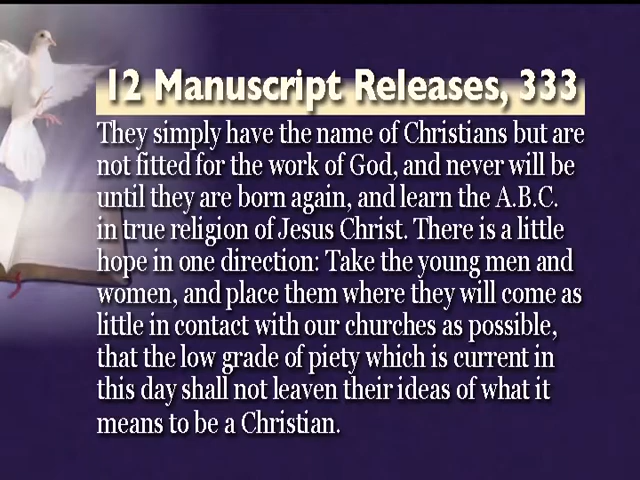 12 Manuscript Releases, 333
They simply have the name of Christians but are
not fitted for the work of God, and never will be
until they are born again, and learn the A.B.C.
in true religion of Jesus Christ. There is a little
hope in one direction: Take the young men and
women, and place them where they will come as
little in contact with our churches as possible,
that the low grade of piety which is current in
this day shall not leaven their ideas of what it
means to be a Christian.